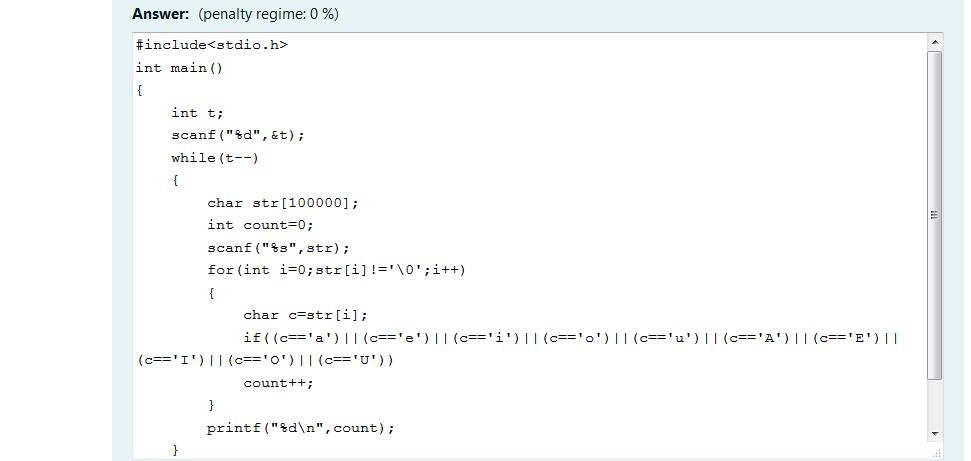 Answer: (penalty regime: 0 %)
#include<stdio.h>
int main()
{
    int t;
    scanf("%d",&t);
    while(t--)
    {
        char str[100000];
        int count=0;
        scanf("%s",str);
        for(int i=0;str[i]!='\0';i++)
        {
            char c=str[i];
            if((c=='a')||(c=='e')||(c=='i')||(c=='o')||(c=='u')||(c=='A')||(c=='E')||
(c=='I')||(c=='O')||(c=='U'))
            count++;
        }
        printf("%d\n",count);
    }